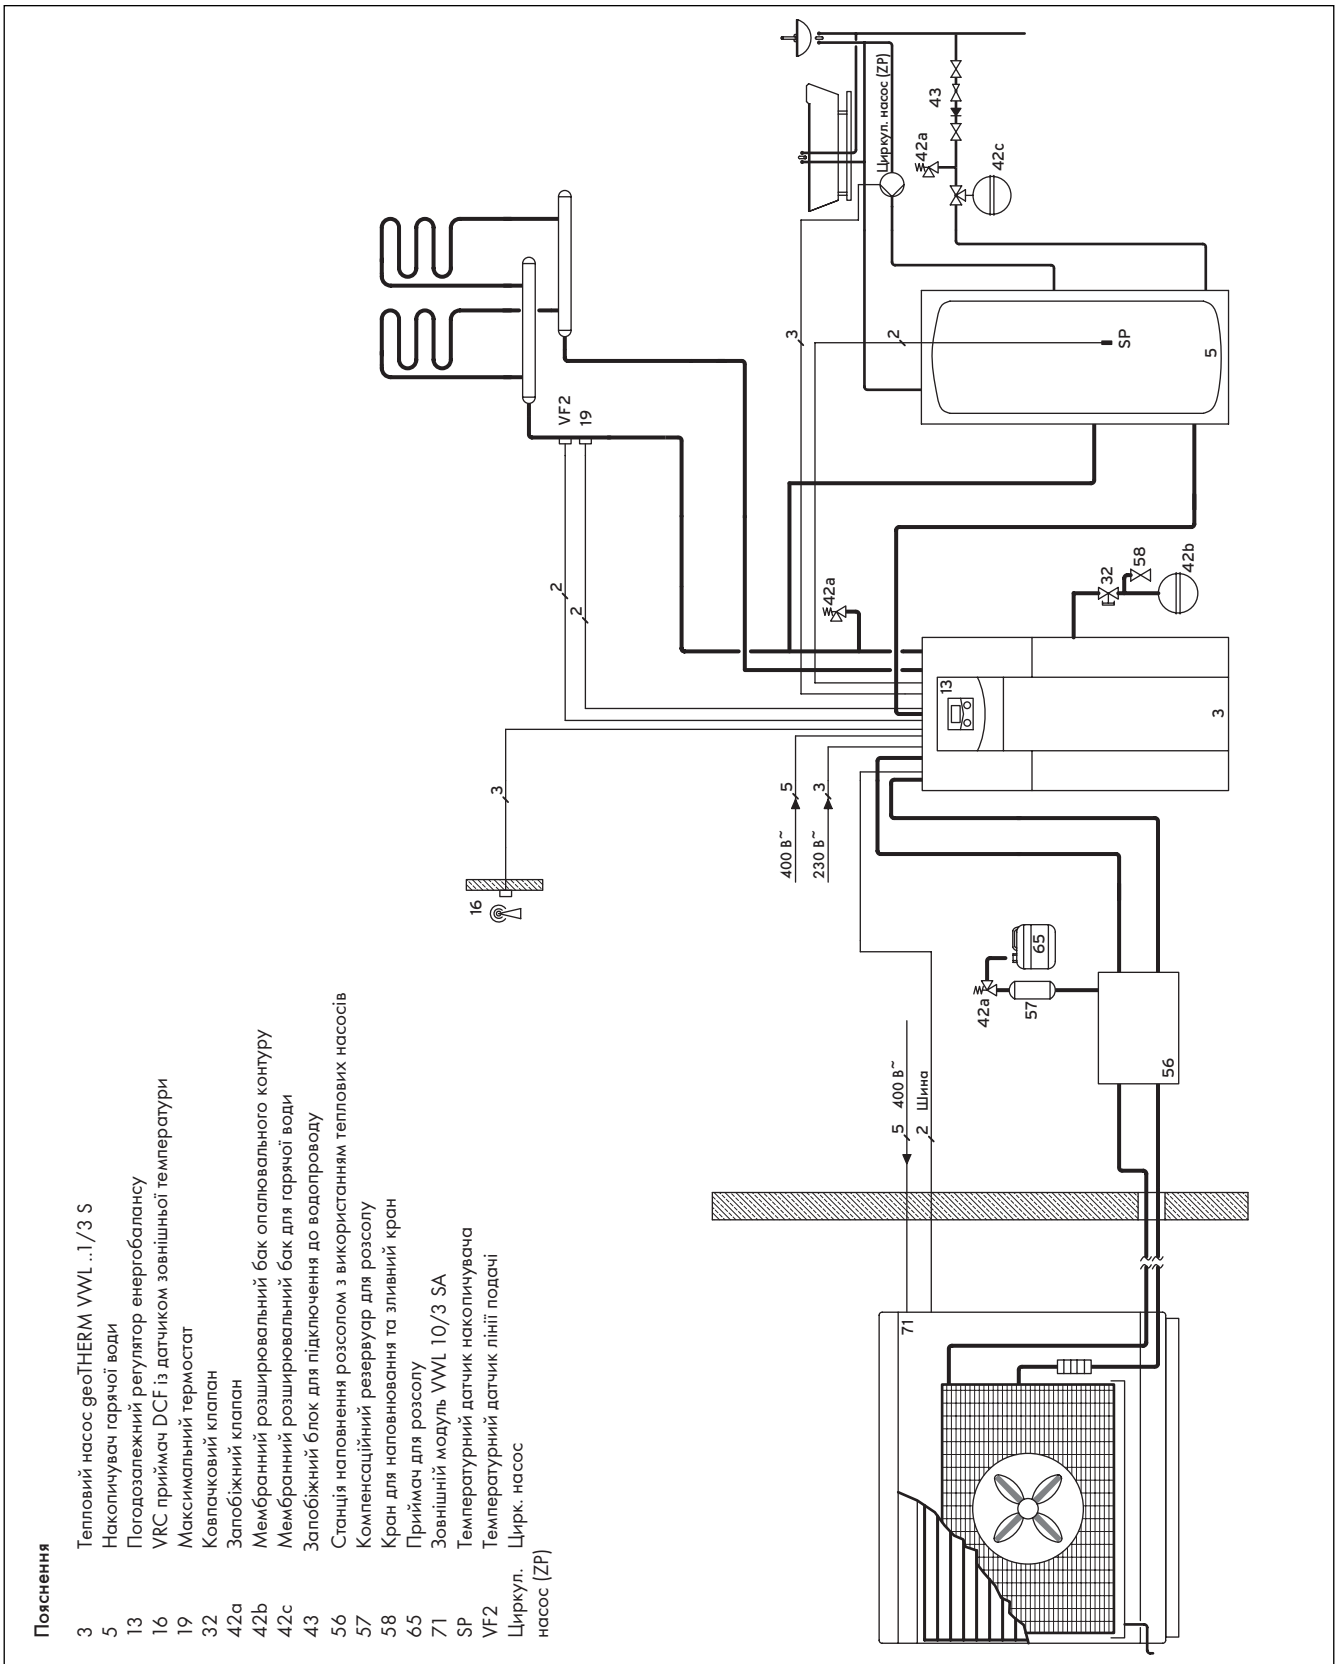 Пояснення
3 Тепловий насос geoTHERM VWL ..1/3 S
5 Накопичувач гарячої води
13 Погодозалежний регулятор енергобалансу
16 VRC приймач DCF із датчиком зовнішньої температури
19 Максимальний термостат
32 Ковпачковий клапан
42a Запобіжний клапан
42b Мембранний розширювальний бак опалювального контуру
42c Мембранний розширювальний бак для гарячої води
43 Запобіжний блок для підключення до водопроводу
56 Станція наповнення розсолом з використанням теплових насосів
57 Компенсаційний резервуар для розсолу
58 Кран для наповнювання та зливний кран
65 Приймач для розсолу
71 Зовнішній модуль VWL 10/3 SA
SP Температурний датчик накопичувача
VF2 Температурний датчик лінії подачі
Циркул. Цирк. насос
насос (ZP)
16
3
VF2
19
2
2
400 В~
5
230 В~
3
42a
3
2
Циркул. насос (ZP)
43
42a
42c
SP
5
32
58
42b
13
3
65
42a
57
56
5
400 В~
2
Шина
71